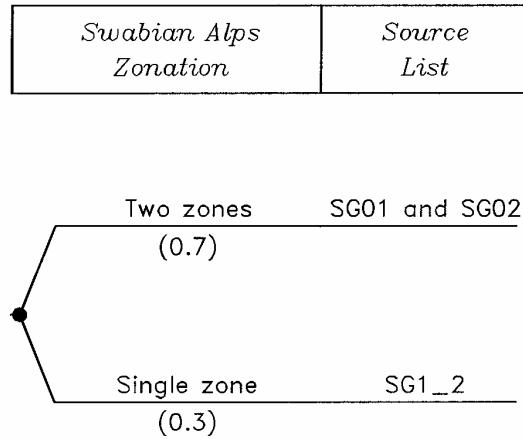 Swabian Alps Source
Zonation List
Two zones SG01 and SG02
(0.7)
Single zone SG1_2
(0.3)